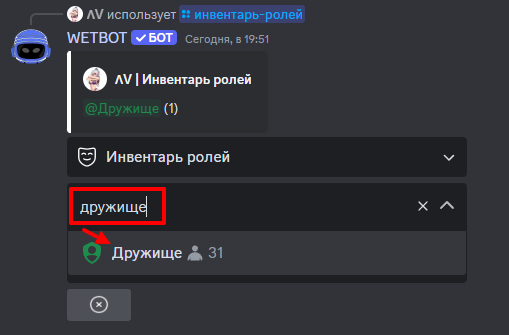 ΛV использует инвентарь-ролей
WETBOT БОТ Сегодня, в 19:51
ΛV | Инвентарь ролей
@Дружище (1)
Инвентарь ролей
дружище
Дружище 31